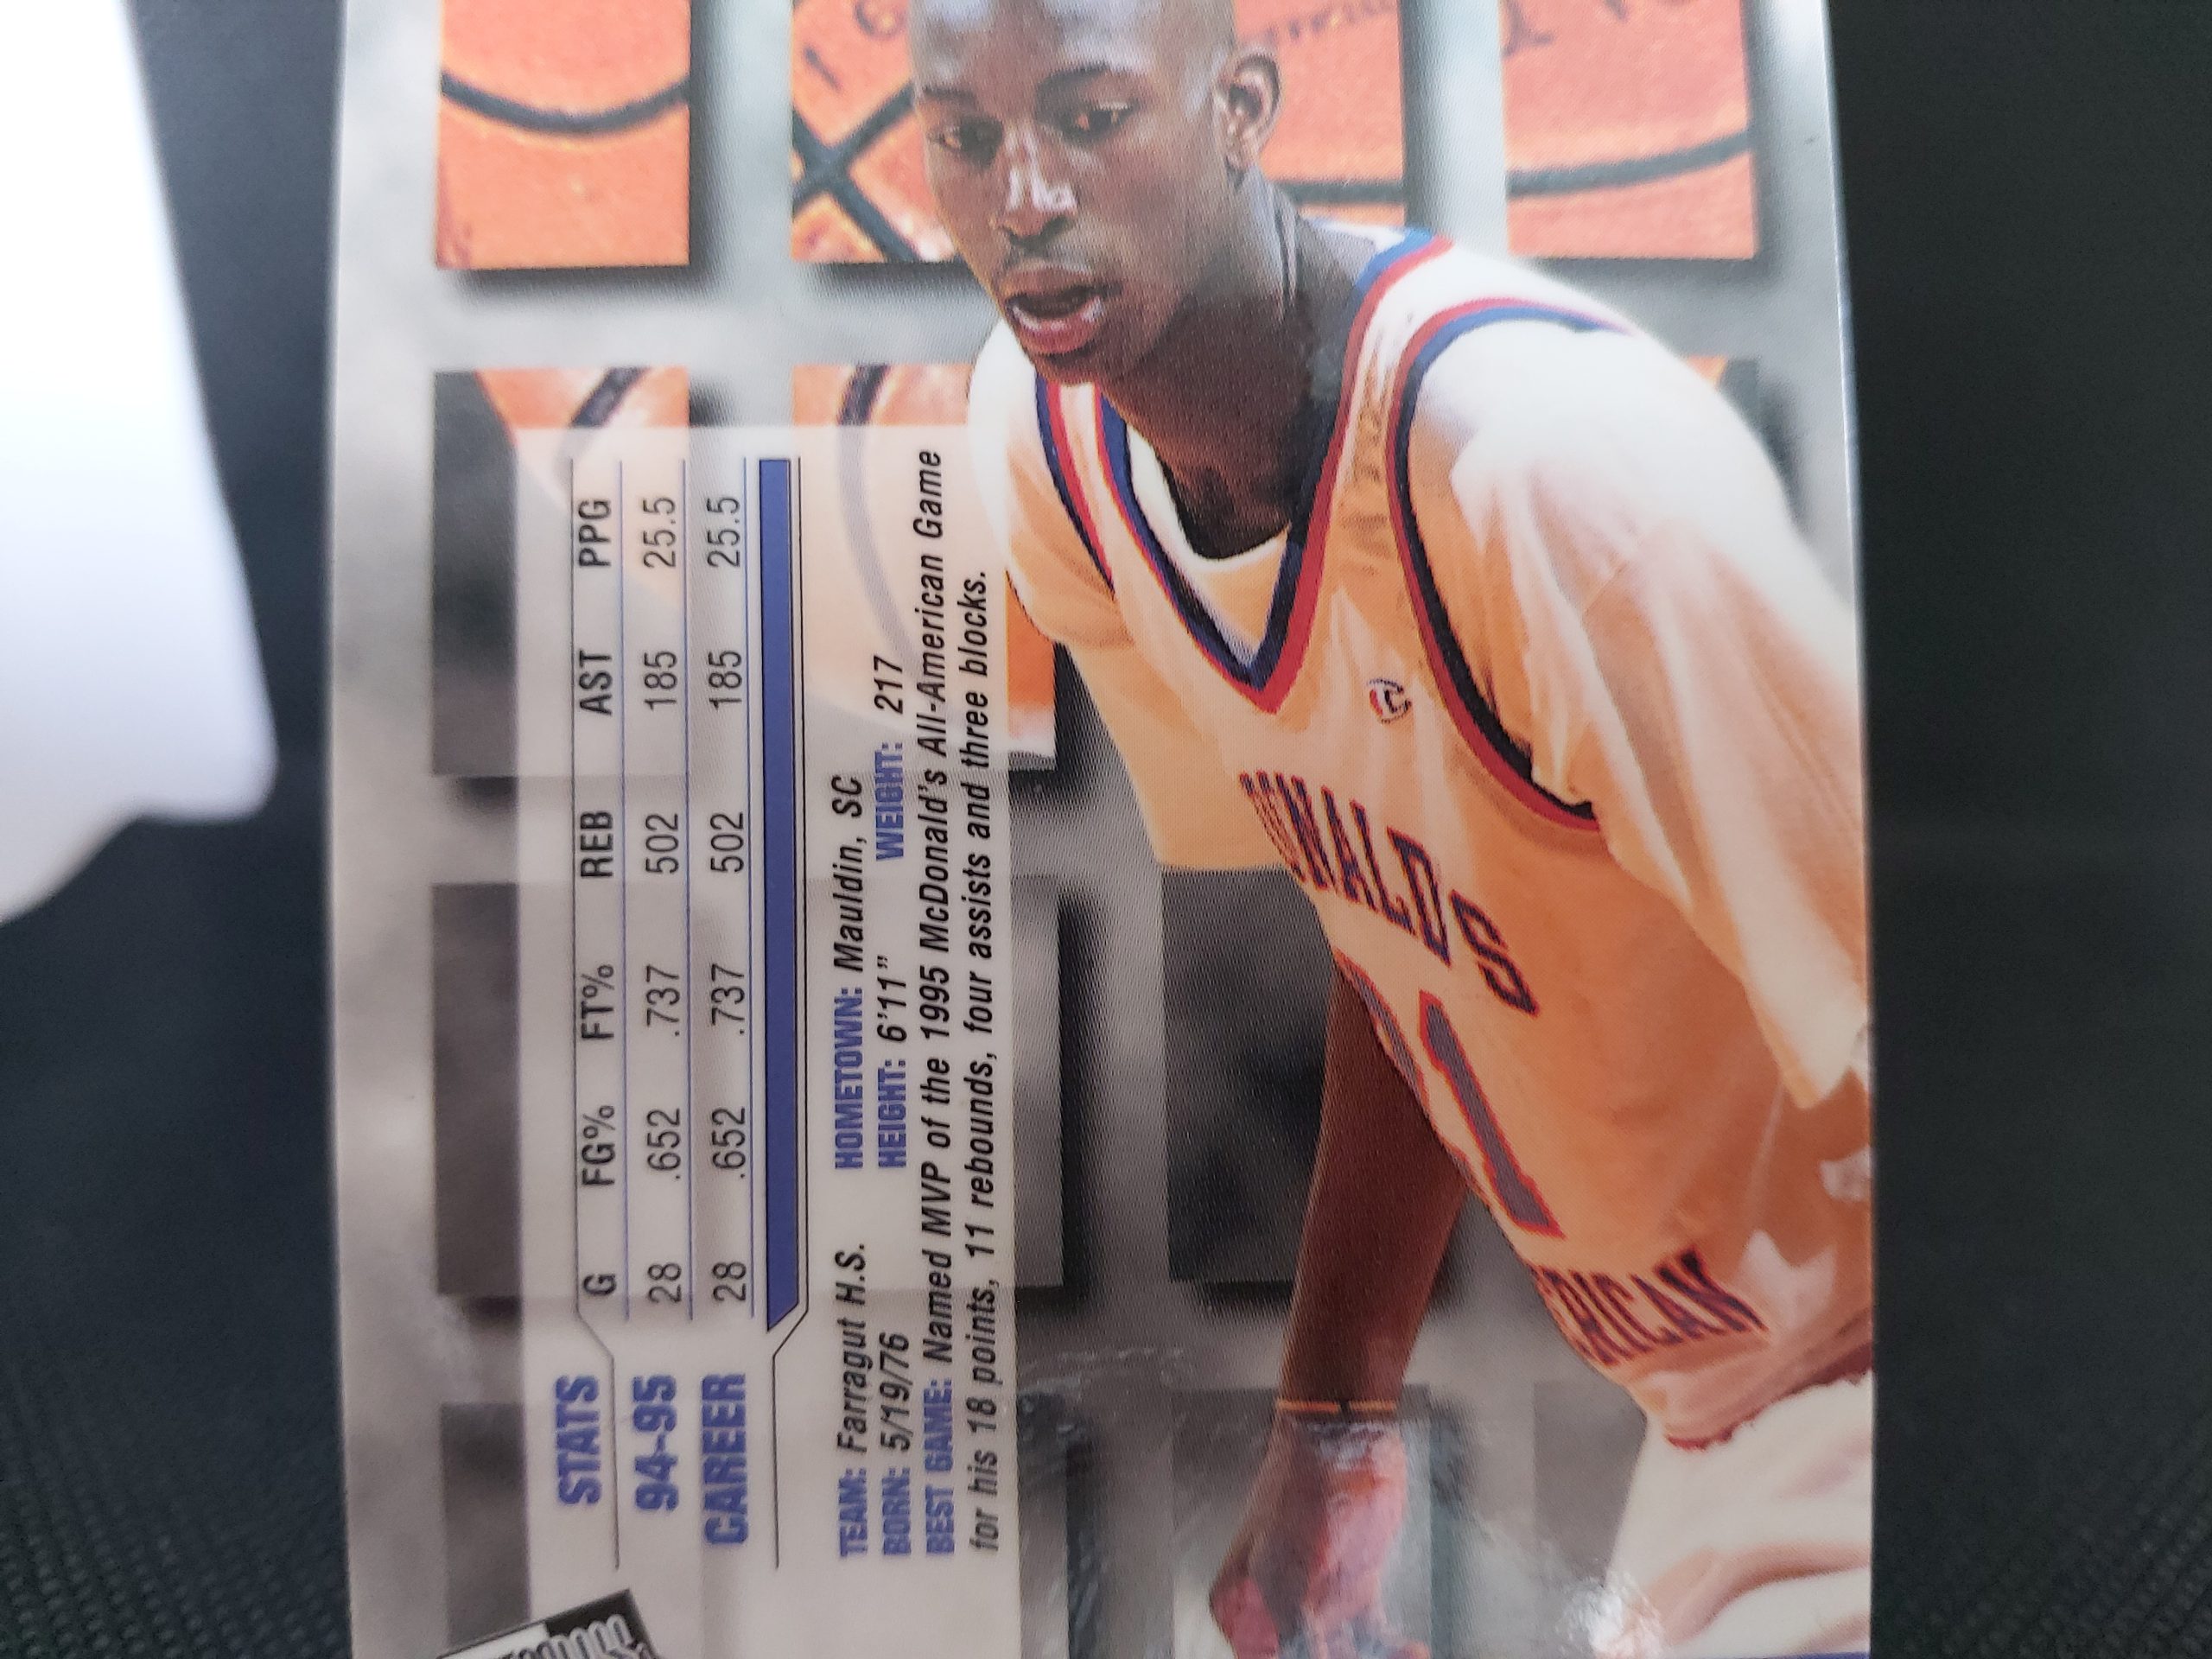 STATS G FG% FT% REB AST PPG
94-95 28 .652 .737 502 185 25.5
CAREER 28 .652 .737 502 185 25.5
TEAM: Farragut H.S. HOMETOWN: Mauldin, SC
BORN: 5/19/76 HEIGHT: 6'11" WEIGHT: 217
BEST GAME: Named MVP of the 1995 McDonald's All-American Game
for his 18 points, 11 rebounds, four assists and three blocks.
NALDS
21
ERICAN